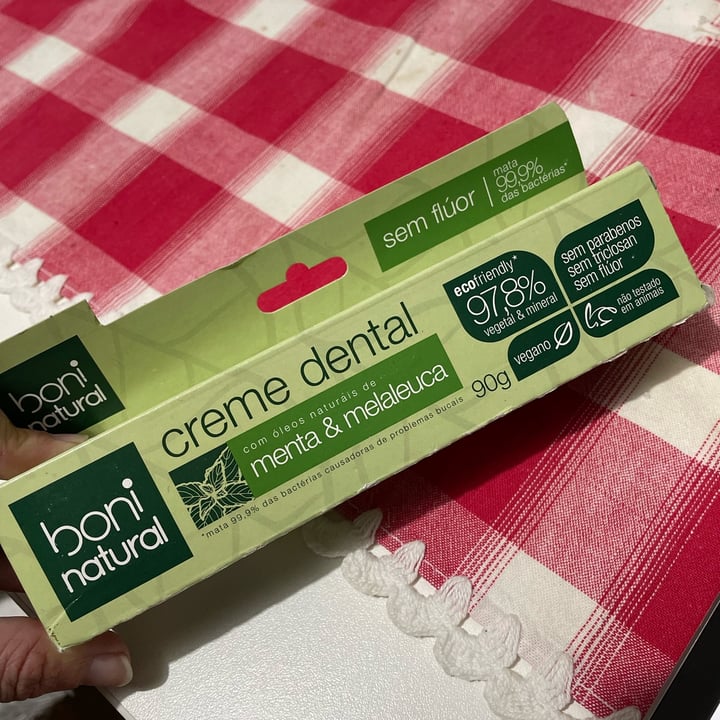 sem flúor
mata
99,9%
das bactérias*
boni
natural
creme dental
com óleos naturais de
menta & melaleuca
90g
*mata 99,9% das bactérias causadoras de problemas bucais
ecofriendly*
97,8%
vegetal & mineral
sem parabenos
sem triclosan
sem flúor
vegano
não testado
em animais
boni
natural